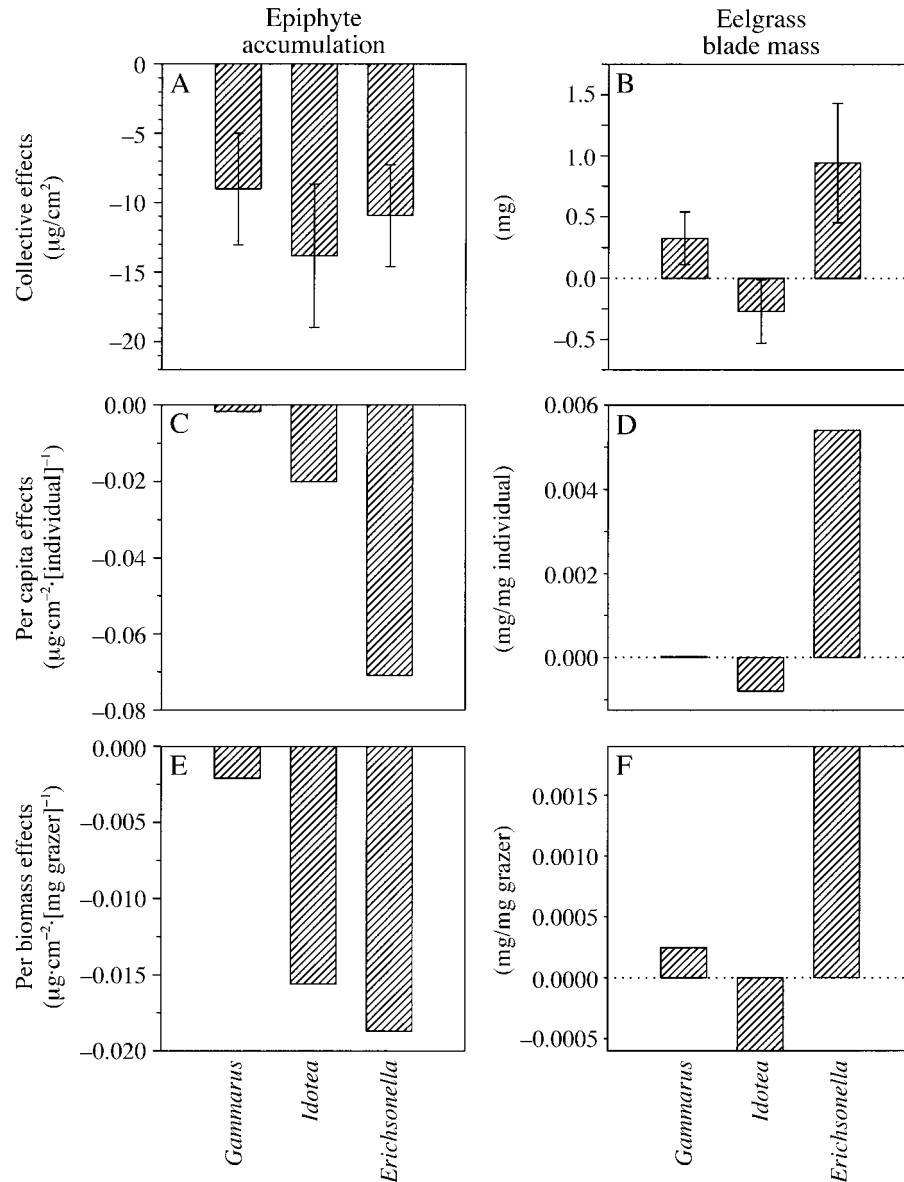 Epiphyte
accumulation
Eelgrass
blade mass
A
Collective effects
(µg/cm²)
0
−5
−10
−15
−20
B
(mg)
1.5
1.0
0.5
0.0
−0.5
C
Per capita effects
(µg·cm⁻²·[individual]⁻¹)
0.00
−0.02
−0.04
−0.06
−0.08
D
(mg/mg individual)
0.006
0.004
0.002
0.000
E
Per biomass effects
(µg·cm⁻²·[mg grazer]⁻¹)
0.000
−0.005
−0.010
−0.015
−0.020
F
(mg/mg grazer)
0.0015
0.0010
0.0005
0.0000
−0.0005
Gammarus
Idotea
Erichsonella
Gammarus
Idotea
Erichsonella